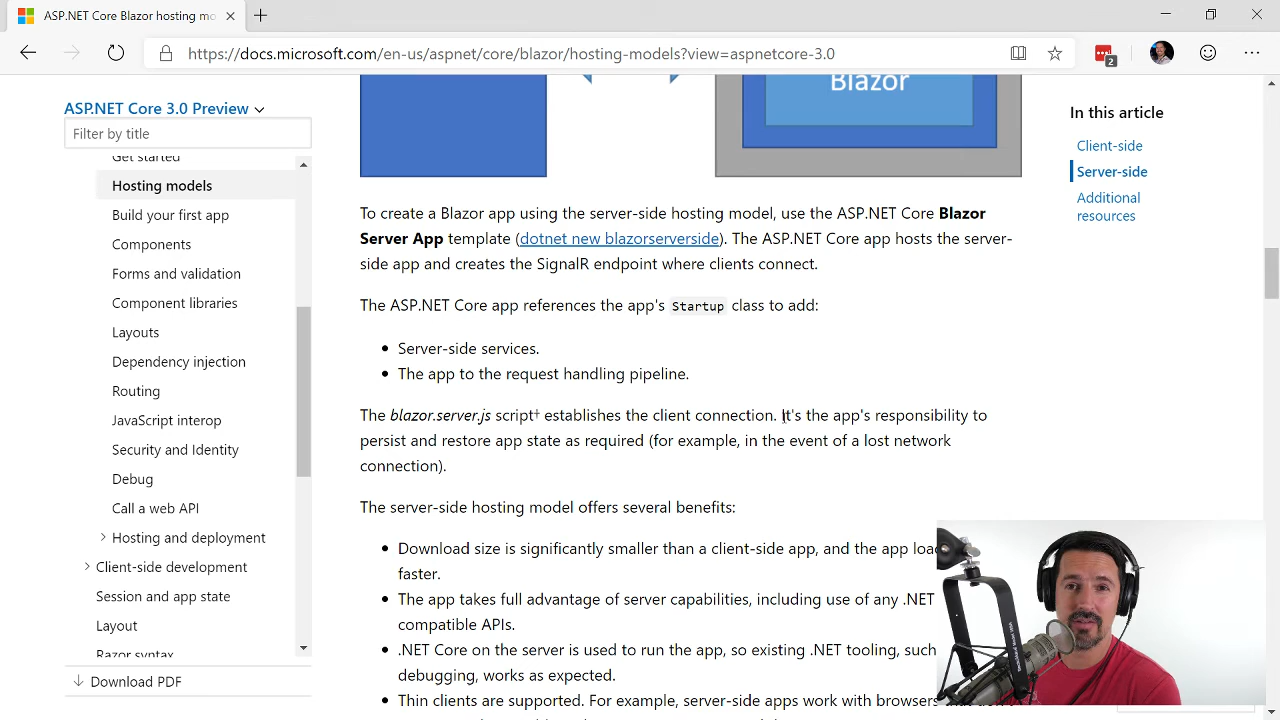 ASP.NET Core Blazor hosting mo
https://docs.microsoft.com/en-us/aspnet/core/blazor/hosting-models?view=aspnetcore-3.0
2
ASP.NET Core 3.0 Preview
Filter by title
Get started
Hosting models
Build your first app
Components
Forms and validation
Component libraries
Layouts
Dependency injection
Routing
JavaScript interop
Security and Identity
Debug
Call a web API
Hosting and deployment
Client-side development
Session and app state
Layout
Razor syntax
Download PDF
Blazor
To create a Blazor app using the server-side hosting model, use the ASP.NET Core Blazor
Server App template (dotnet new blazorserverside). The ASP.NET Core app hosts the server-
side app and creates the SignalR endpoint where clients connect.
The ASP.NET Core app references the app's Startup class to add:
• Server-side services.
• The app to the request handling pipeline.
The blazor.server.js script† establishes the client connection. It's the app's responsibility to
persist and restore app state as required (for example, in the event of a lost network
connection).
The server-side hosting model offers several benefits:
• Download size is significantly smaller than a client-side app, and the app loa
faster.
• The app takes full advantage of server capabilities, including use of any .NET
compatible APIs.
• .NET Core on the server is used to run the app, so existing .NET tooling, such
debugging, works as expected.
• Thin clients are supported. For example, server-side apps work with browsers
In this article
Client-side
Server-side
Additional
resources